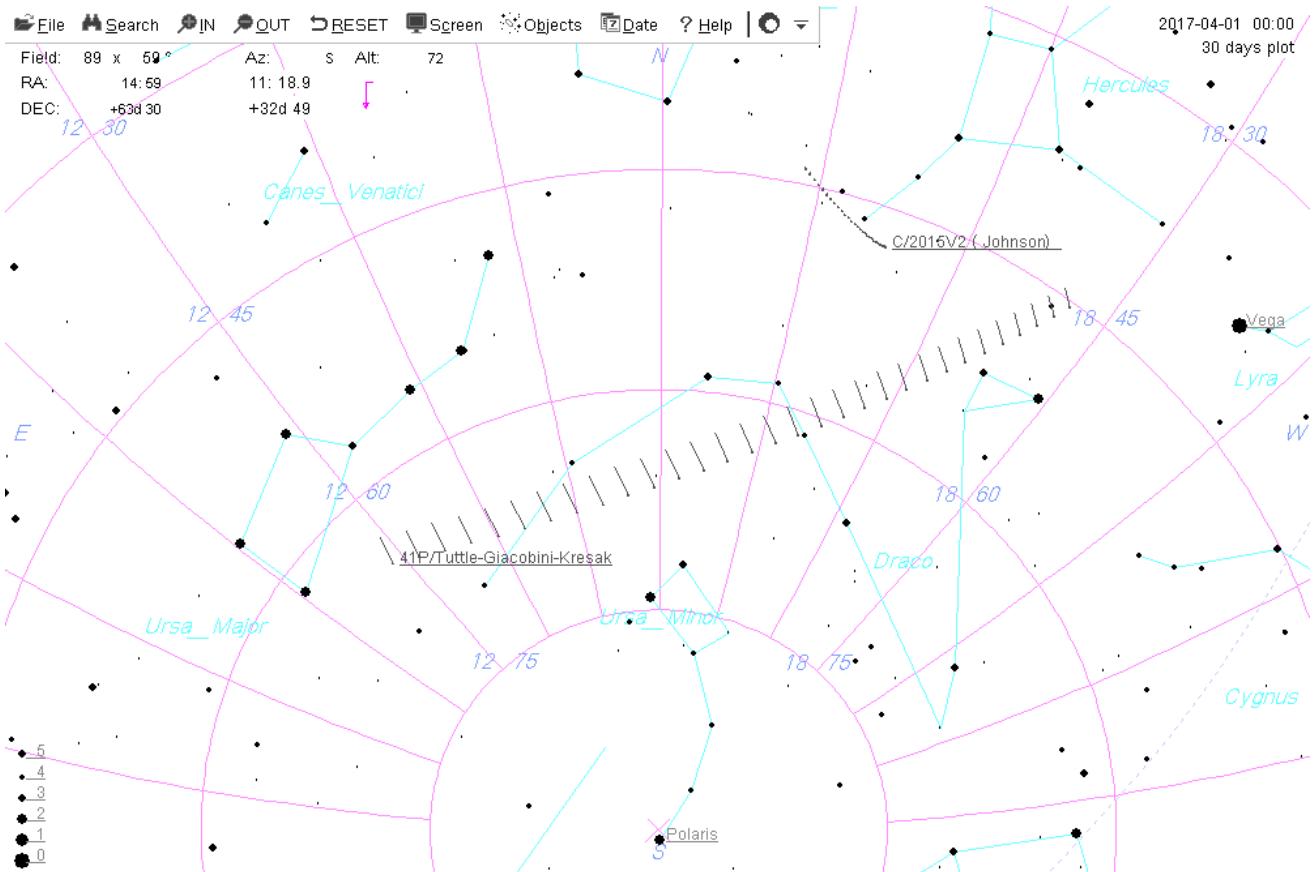 File Search IN OUT RESET Screen Objects Date ? Help
2017-04-01 00:00
30 days plot
Field: 89 x 59 ° Az: S Alt: 72
RA: 14: 59 11: 18.9
DEC: +63d 30 +32d 49
N
Hercules
12 30
18 30
Canes_ Venatici
C/2015V2 ( Johnson)
12 45
18 45
Vega
Lyra
E
W
12 60
18 60
41P/Tuttle-Giacobini-Kresak
Draco
Ursa_ Major
Ursa_ Minor
12 75
18 75
Cygnus
5
4
3
2
1
0
Polaris
S